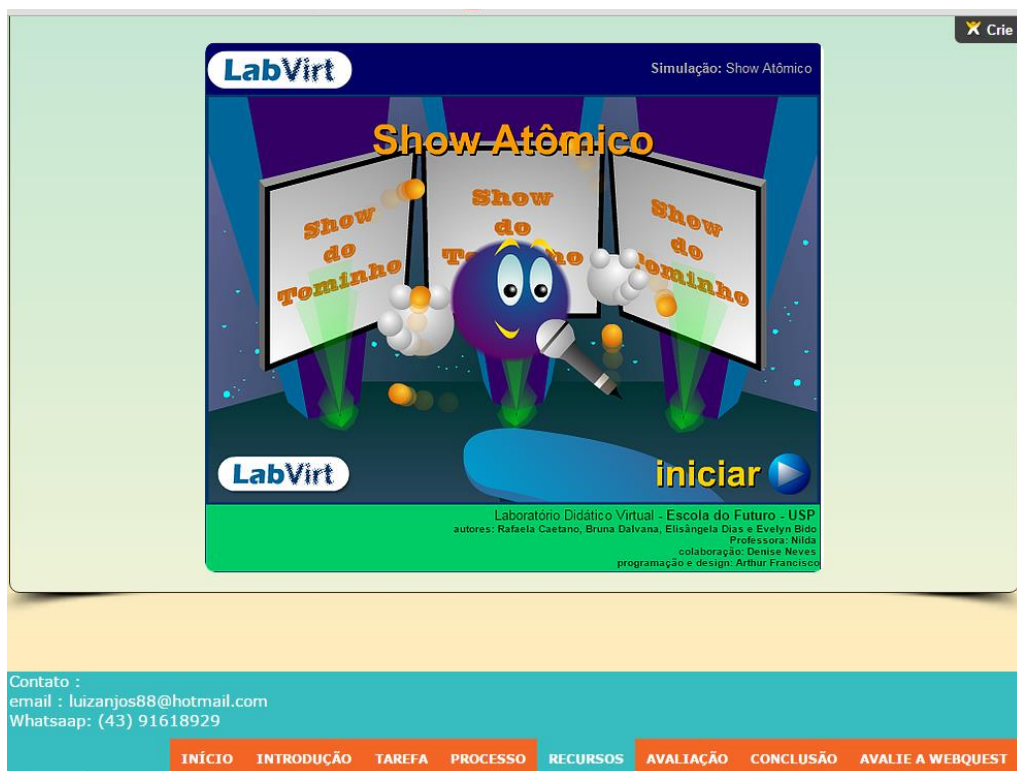 X Crie
LabVirt
Simulação: Show Atômico
Show Atômico
Show
do
Tominho
Show
do
Show
do
Tominho
LabVirt
iniciar
Laboratório Didático Virtual - Escola do Futuro - USP
autores: Rafaela Caetano, Bruna Dalvana, Elisângela Dias e Evelyn Bido
Professora: Nilda
colaboração: Denise Neves
programação e design: Arthur Francisco
Contato :
email : luizanjos88@hotmail.com
Whatsaap: (43) 91618929
INÍCIO INTRODUÇÃO TAREFA PROCESSO RECURSOS AVALIAÇÃO CONCLUSÃO AVALIE A WEBQUEST